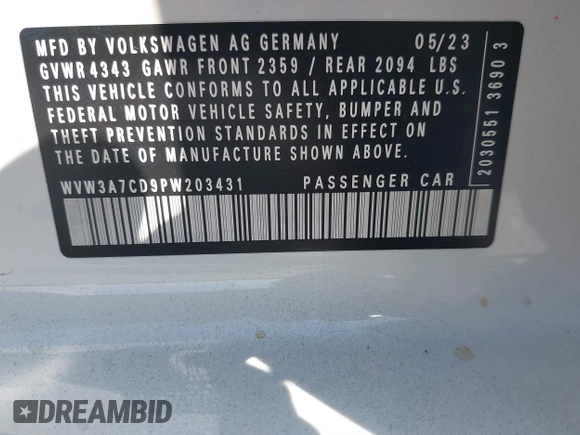 MFD BY VOLKSWAGEN AG GERMANY 05/23
GVWR 4343 GAWR FRONT 2359 / REAR 2094 LBS
THIS VEHICLE CONFORMS TO ALL APPLICABLE U.S.
FEDERAL MOTOR VEHICLE SAFETY, BUMPER AND
THEFT PREVENTION STANDARDS IN EFFECT ON
THE DATE OF MANUFACTURE SHOWN ABOVE.
WVW3A7CD9PW203431 PASSENGER CAR
2030551 3690 3
DREAMBID